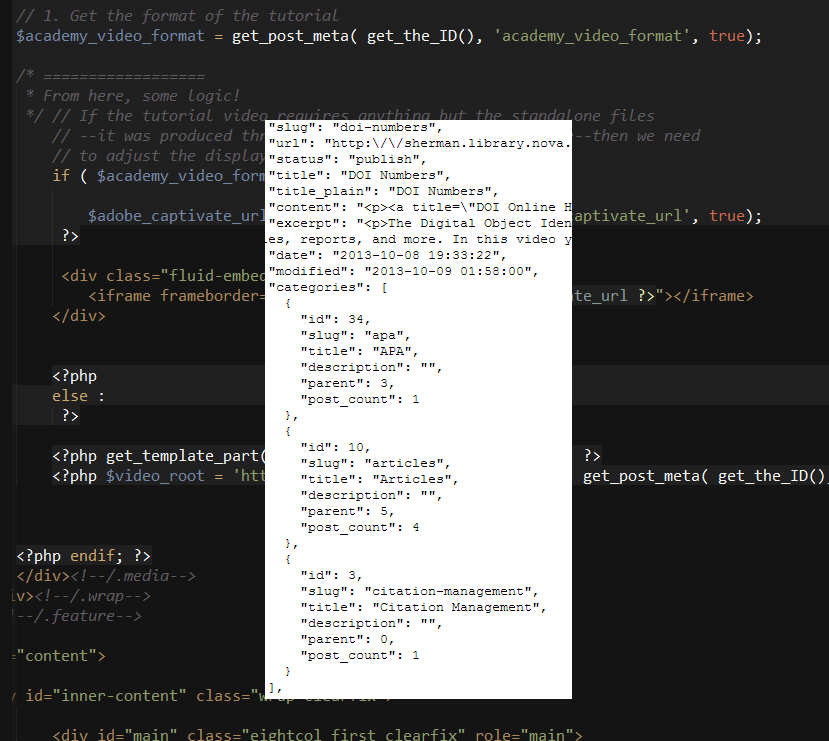 // 1. Get the format of the tutorial
$academy_video_format = get_post_meta( get_the_ID(), 'academy_video_format', true);
/* ==================
* From here, some logic!
*/ // If the tutorial video requires anything but the standalone files
// --it was produced --then we need
// to adjust the
if ( 
$adobe_captivate_url aptivate_url', true);
?>
<div class="fluid-
<iframe frameborder= te_url ?>"></iframe>
</div>
<?php
else :
?>
<?php get_template_part( ?>
<?php $video_root = 'htt get_post_meta( get_the_ID()
<?php endif; ?>
</div><!--/.media-->
iv><!--/.wrap-->
!--/.feature-->
="content">
id="inner-content" class="wrap clearfix">
<div id="main" class="eightcol first clearfix" role="main">
"slug": "doi-numbers",
"url": "http:\/\/sherman.library.nova.
"status": "publish",
"title": "DOI Numbers",
"title_plain": "DOI Numbers",
"content": "<p><a title=\"DOI Online H
"excerpt": "<p>The Digital Object Iden
es, reports, and more. In this video y
"date": "2013-10-08 19:33:22",
"modified": "2013-10-09 01:58:00",
"categories": [
{
"id": 34,
"slug": "apa",
"title": "APA",
"description": "",
"parent": 3,
"post_count": 1
},
{
"id": 10,
"slug": "articles",
"title": "Articles",
"description": "",
"parent": 5,
"post_count": 4
},
{
"id": 3,
"slug": "citation-management",
"title": "Citation Management",
"description": "",
"parent": 0,
"post_count": 1
}
],